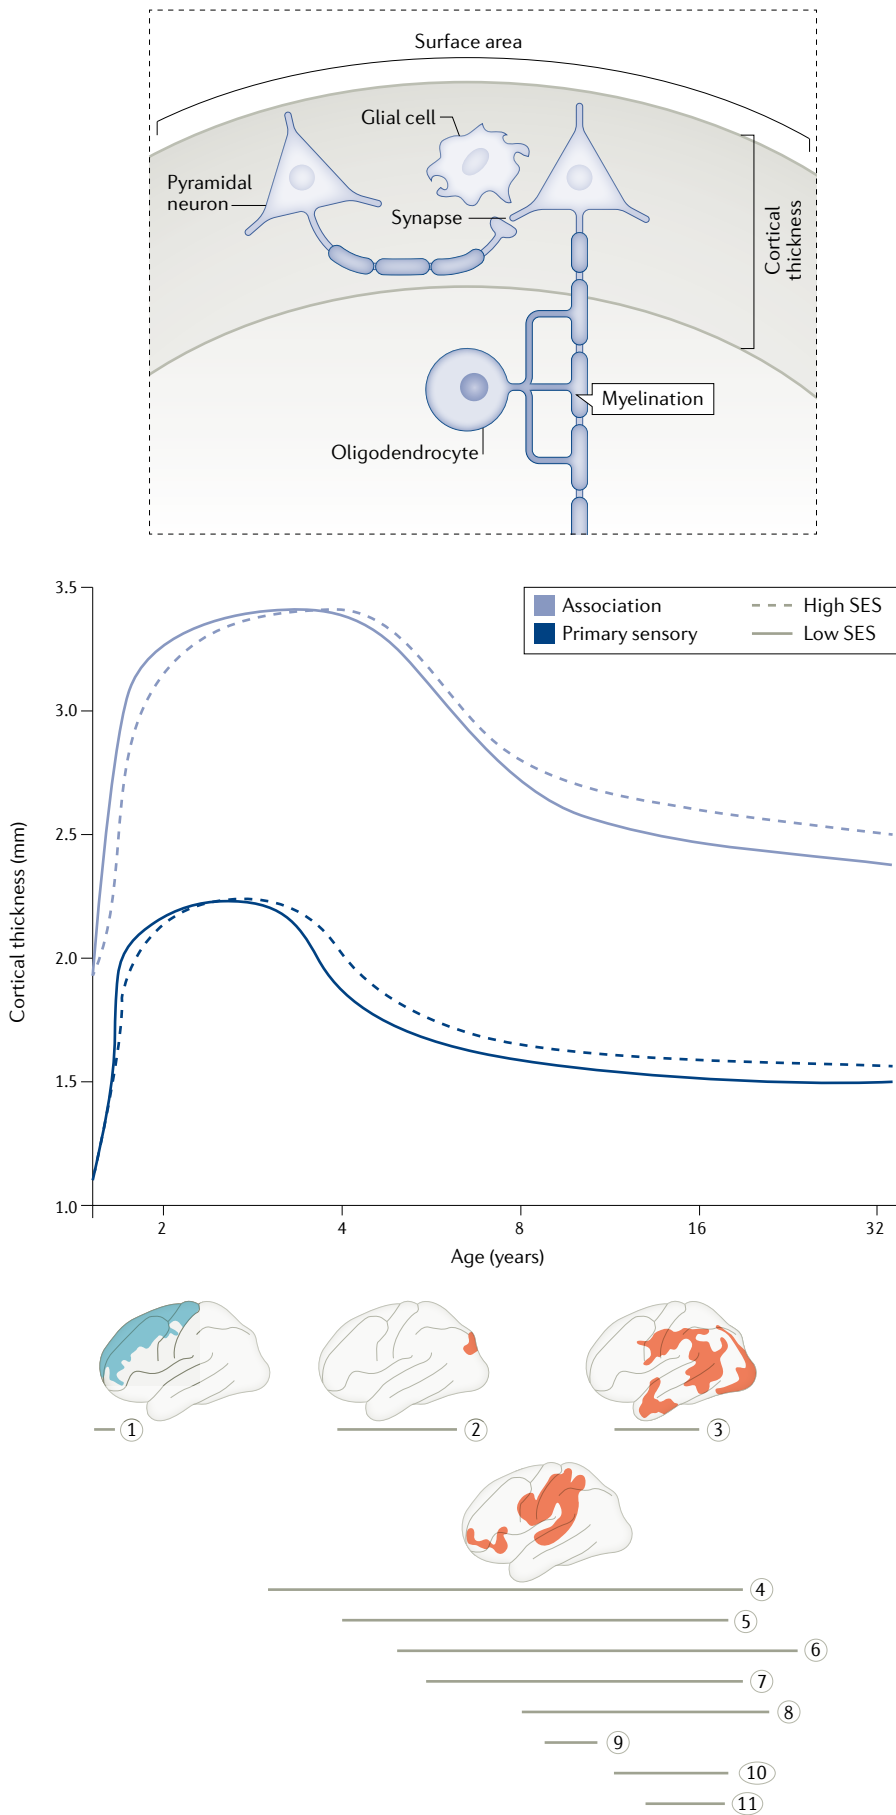 Surface area
Glial cell
Pyramidal
neuron
Synapse
Cortical
thickness
Myelination
Oligodendrocyte
3.5
Association
High SES
Primary sensory
Low SES
3.0
2.5
Cortical thickness (mm)
2.0
1.5
1.0
2
4
8
16
32
Age (years)
1
2
3
4
5
6
7
8
9
10
11